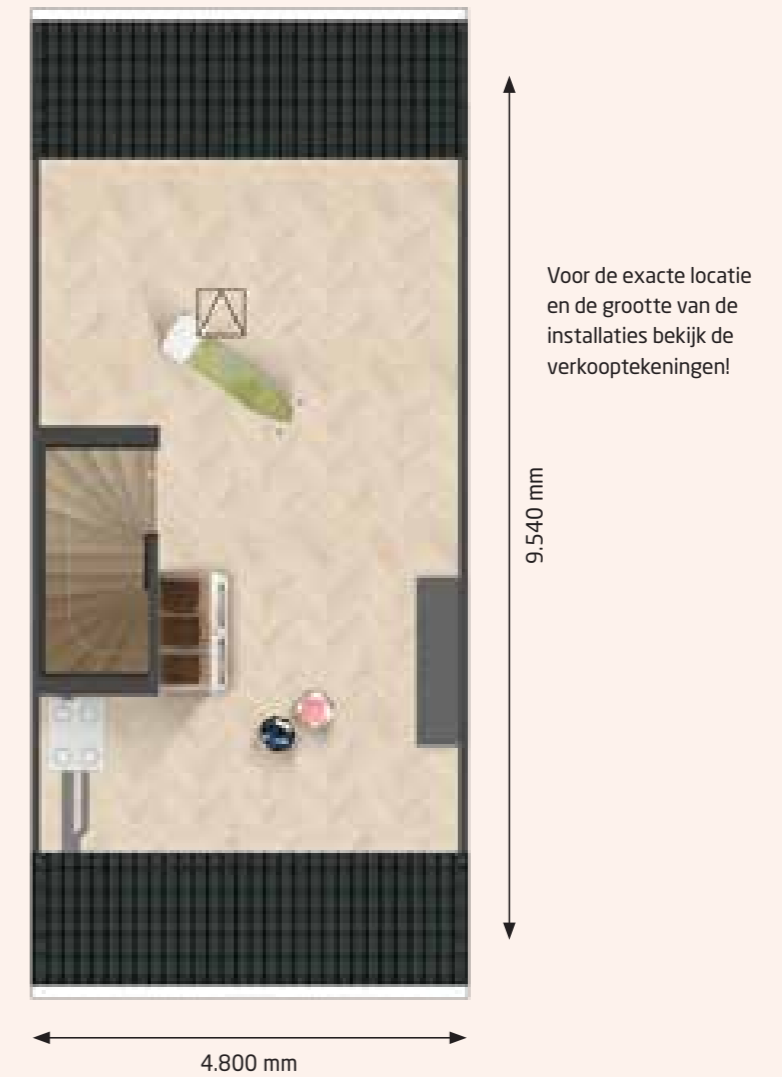 Voor de exacte locatie
en de grootte van de
installaties bekijk de
verkooptekeningen!
9.540 mm
4.800 mm